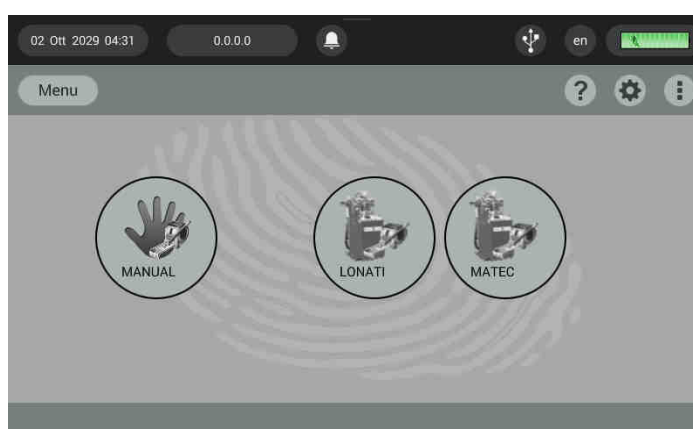 02 Ott 2029 04:31
0.0.0.0
en
Menu
?
MANUAL
LONATI
MATEC